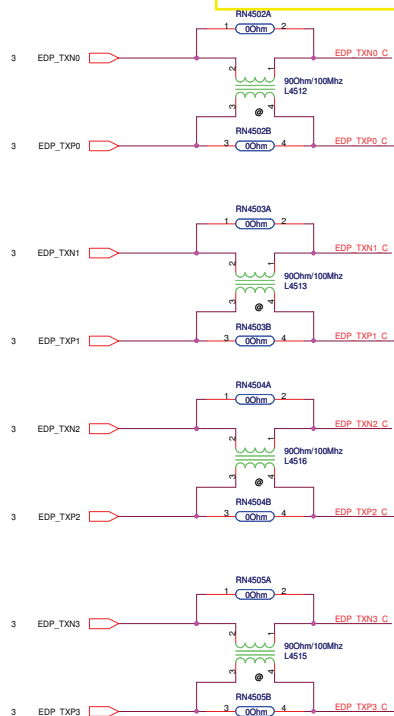 RN4502A
1 0Ohm 2
3 EDP_TXN0 EDP_TXN0_C
2 1
90Ohm/100Mhz
L4512
3 4
@
RN4502B
3 EDP_TXP0 3 0Ohm 4 EDP_TXP0_C
RN4503A
1 0Ohm 2
3 EDP_TXN1 EDP_TXN1_C
2 1
90Ohm/100Mhz
L4513
3 4
@
RN4503B
3 EDP_TXP1 3 0Ohm 4 EDP_TXP1_C
RN4504A
1 0Ohm 2
3 EDP_TXN2 EDP_TXN2_C
2 1
90Ohm/100Mhz
L4516
3 4
@
RN4504B
3 EDP_TXP2 3 0Ohm 4 EDP_TXP2_C
RN4505A
1 0Ohm 2
3 EDP_TXN3 EDP_TXN3_C
2 1
90Ohm/100Mhz
L4515
3 4
@
RN4505B
3 EDP_TXP3 3 0Ohm 4 EDP_TXP3_C